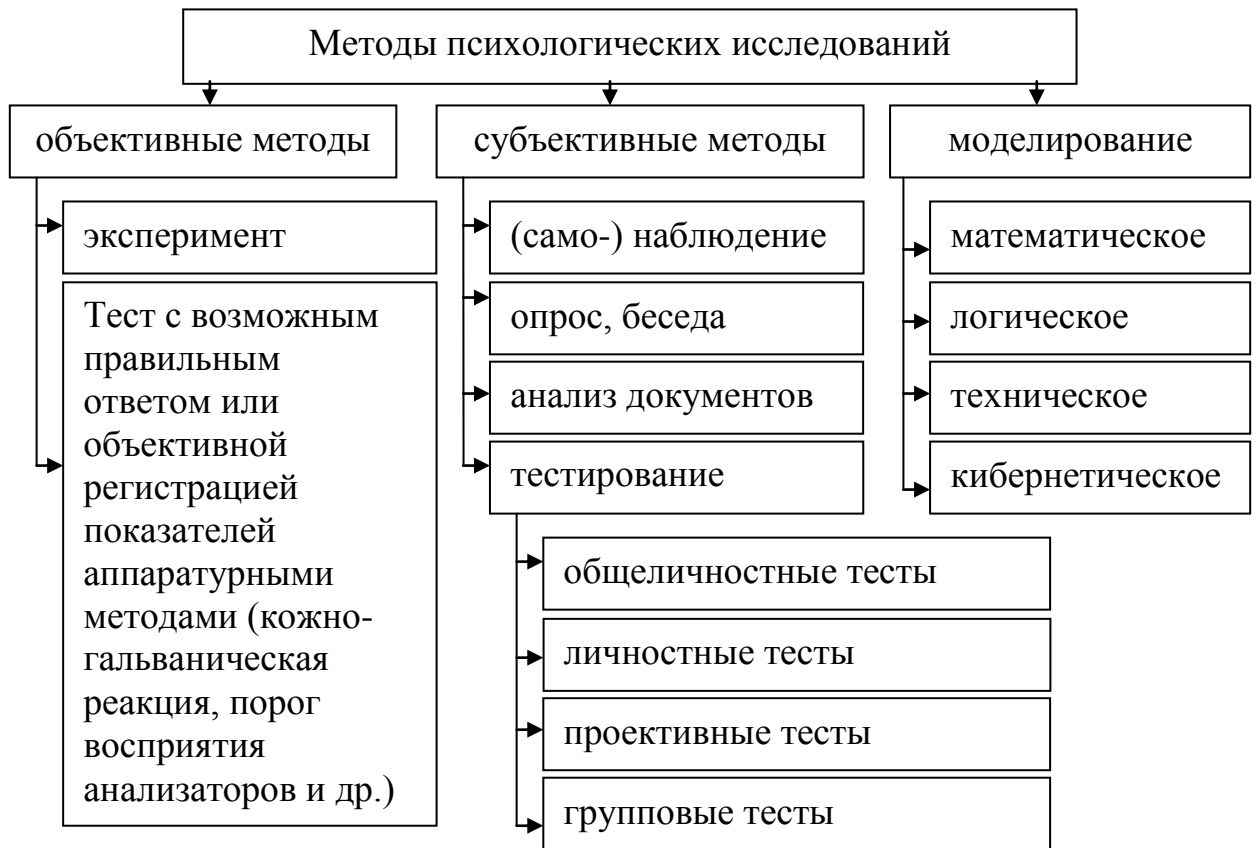 Методы психологических исследований
объективные методы
субъективные методы
моделирование
эксперимент
Тест с возможным
правильным
ответом или
объективной
регистрацией
показателей
аппаратурными
методами (кожно-
гальваническая
реакция, порог
восприятия
анализаторов и др.)
(само-) наблюдение
опрос, беседа
анализ документов
тестирование
общеличностные тесты
личностные тесты
проективные тесты
групповые тесты
математическое
логическое
техническое
кибернетическое